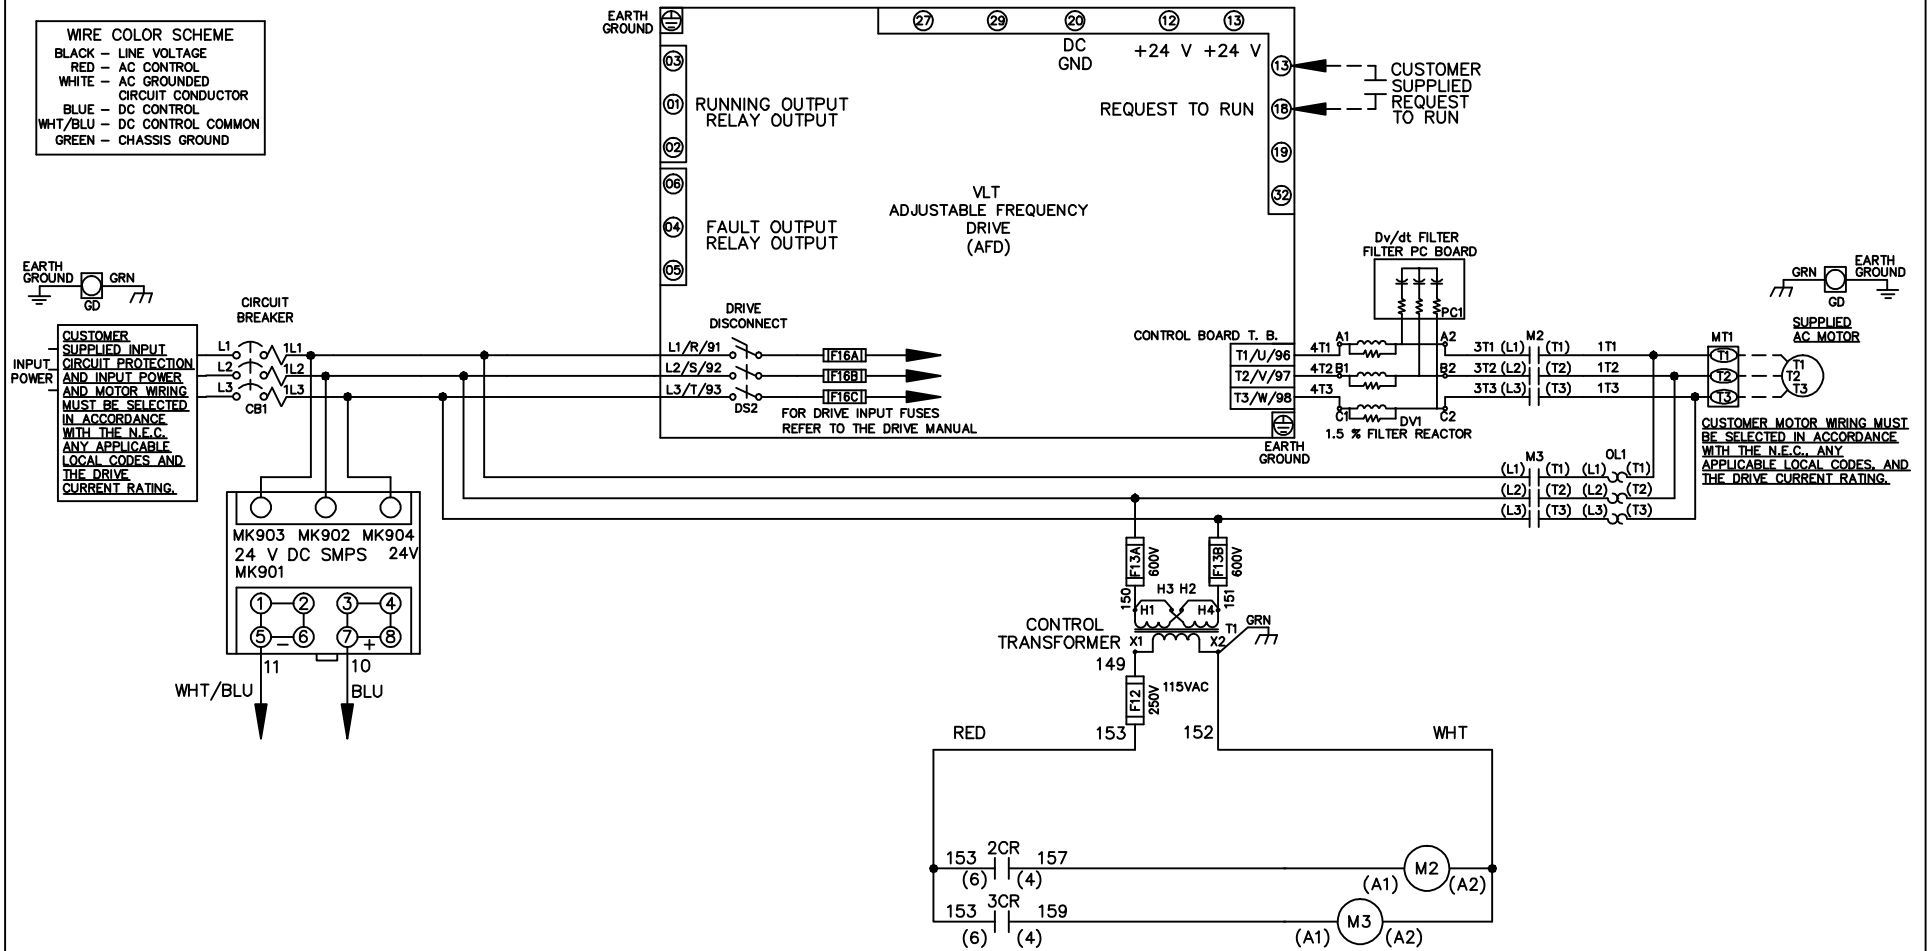 WIRE COLOR SCHEME
BLACK – LINE VOLTAGE
RED – AC CONTROL
WHITE – AC GROUNDED
CIRCUIT CONDUCTOR
BLUE – DC CONTROL
WHT/BLU – DC CONTROL COMMON
GREEN – CHASSIS GROUND
EARTH
GROUND
27
29
20
12
13
DC
GND
+24 V
+24 V
03
01
02
RUNNING OUTPUT
RELAY OUTPUT
06
04
05
FAULT OUTPUT
RELAY OUTPUT
VLT
ADJUSTABLE FREQUENCY
DRIVE
(AFD)
REQUEST TO RUN
13
18
19
32
CUSTOMER
SUPPLIED
REQUEST
TO RUN
EARTH
GROUND
GRN
GD
INPUT
POWER
CUSTOMER
SUPPLIED INPUT
CIRCUIT PROTECTION
AND INPUT POWER
AND MOTOR WIRING
MUST BE SELECTED
IN ACCORDANCE
WITH THE N.E.C.
ANY APPLICABLE
LOCAL CODES AND
THE DRIVE
CURRENT RATING.
CIRCUIT
BREAKER
L1
L2
L3
1L1
1L2
1L3
CB1
DRIVE
DISCONNECT
L1/R/91
L2/S/92
L3/T/93
DS2
F16A
F16B
F16C
FOR DRIVE INPUT FUSES
REFER TO THE DRIVE MANUAL
CONTROL BOARD T. B.
T1/U/96
T2/V/97
T3/W/98
EARTH
GROUND
Dv/dt FILTER
FILTER PC BOARD
PC1
4T1
4T2
4T3
A1
A2
B1
B2
C1
C2
DV1
1.5 % FILTER REACTOR
M2
3T1 (L1) (T1) 1T1
3T2 (L2) (T2) 1T2
3T3 (L3) (T3) 1T3
GRN
GD
EARTH
GROUND
SUPPLIED
AC MOTOR
MT1
T1
T2
T3
T1
T2
T3
CUSTOMER MOTOR WIRING MUST
BE SELECTED IN ACCORDANCE
WITH THE N.E.C., ANY
APPLICABLE LOCAL CODES, AND
THE DRIVE CURRENT RATING.
M3
OL1
(L1) (T1) (L1) (T1)
(L2) (T2) (L2) (T2)
(L3) (T3) (L3) (T3)
MK903 MK902 MK904
24 V DC SMPS 24V
MK901
1 2 3 4
5 – 6 7 + 8
11
10
WHT/BLU
BLU
F13A
600V
F13B
600V
150
151
H3 H2
H1
H4
CONTROL
TRANSFORMER
X1
X2
T1
GRN
149
F12
250V
115VAC
153
152
RED
WHT
153 2CR 157
(6) (4)
M2
(A1) (A2)
153 3CR 159
(6) (4)
M3
(A1) (A2)